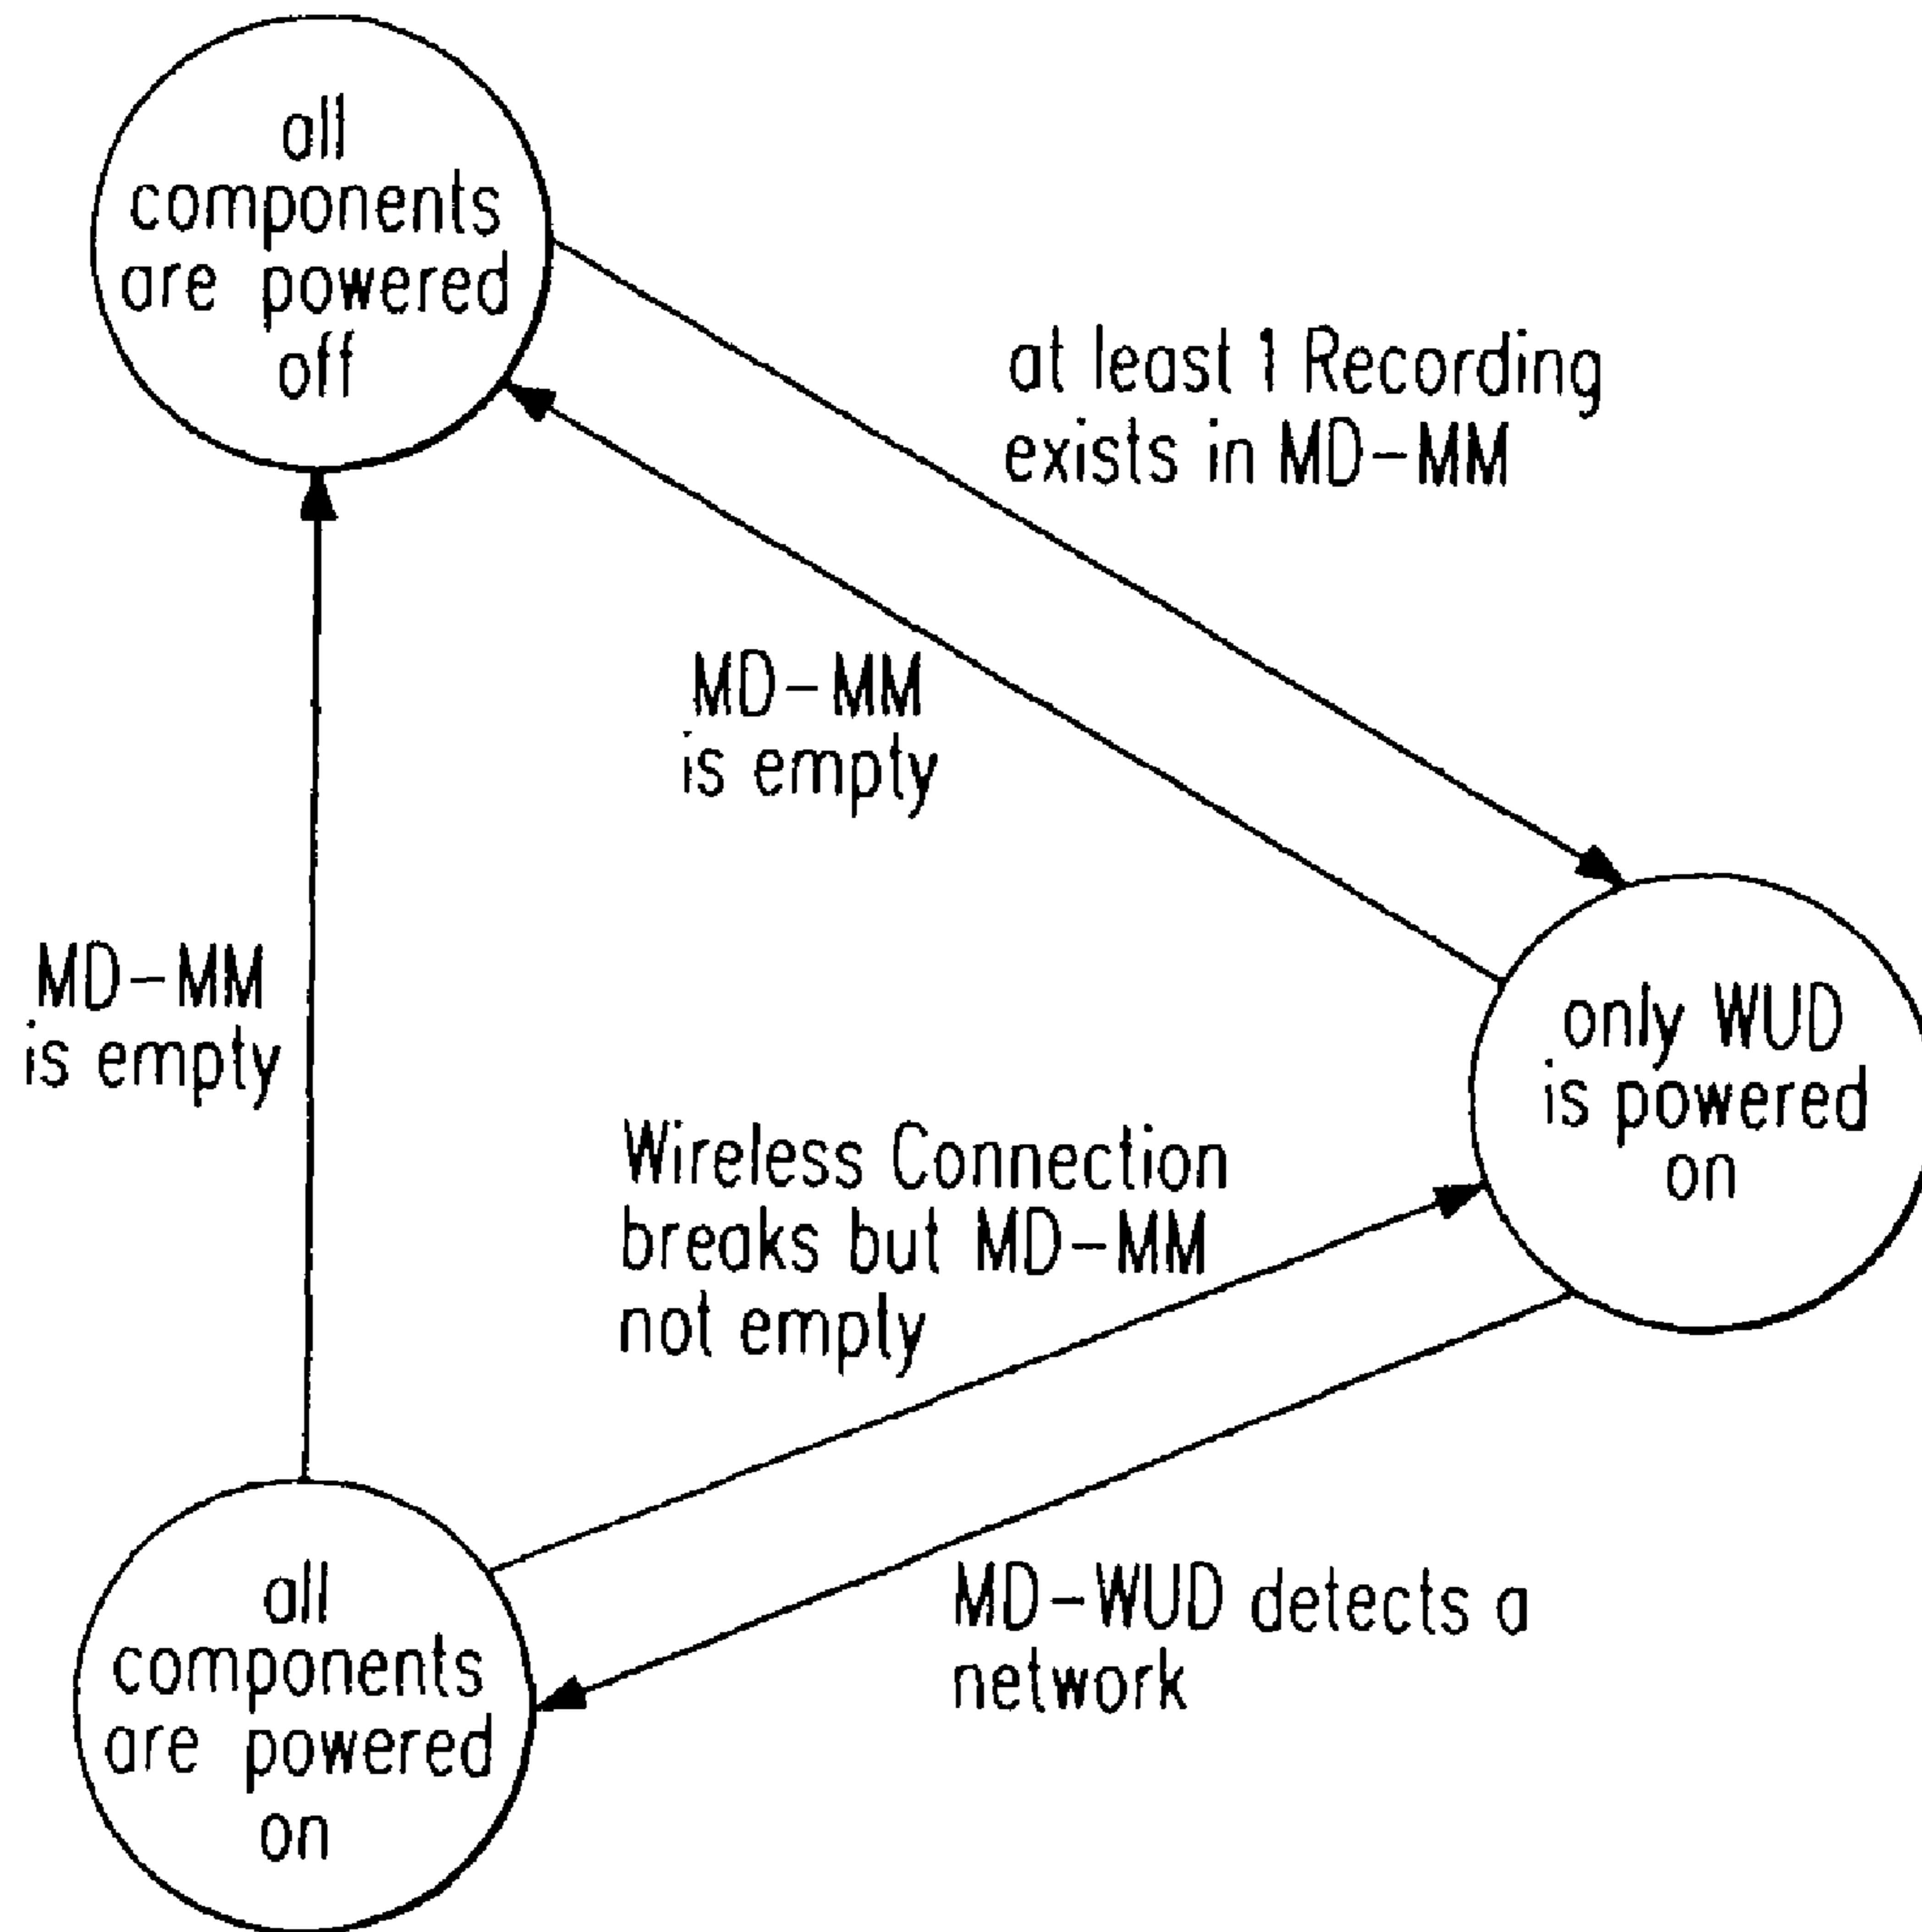 all
components
are powered
off
at least 1 Recording
exists in MD-MM
MD-MM
is empty
MD-MM
is empty
only WUD
is powered
on
Wireless Connection
breaks but MD-MM
not empty
MD-WUD detects a
network
all
components
are powered
on